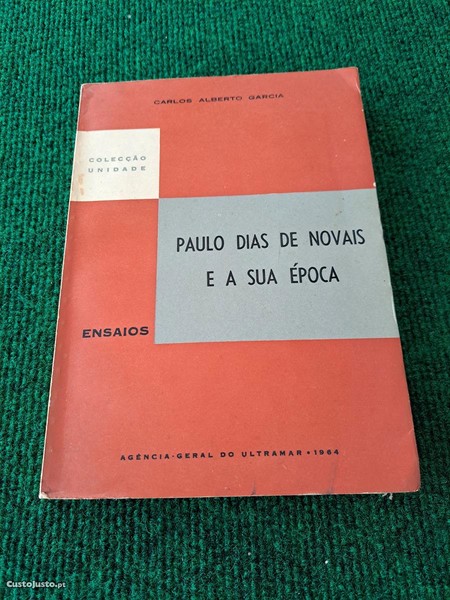 CARLOS ALBERTO GARCIA
COLECÇÃO
UNIDADE
PAULO DIAS DE NOVAIS
E A SUA ÉPOCA
ENSAIOS
AGÊNCIA-GERAL DO ULTRAMAR • 1964
CustoJusto.pt